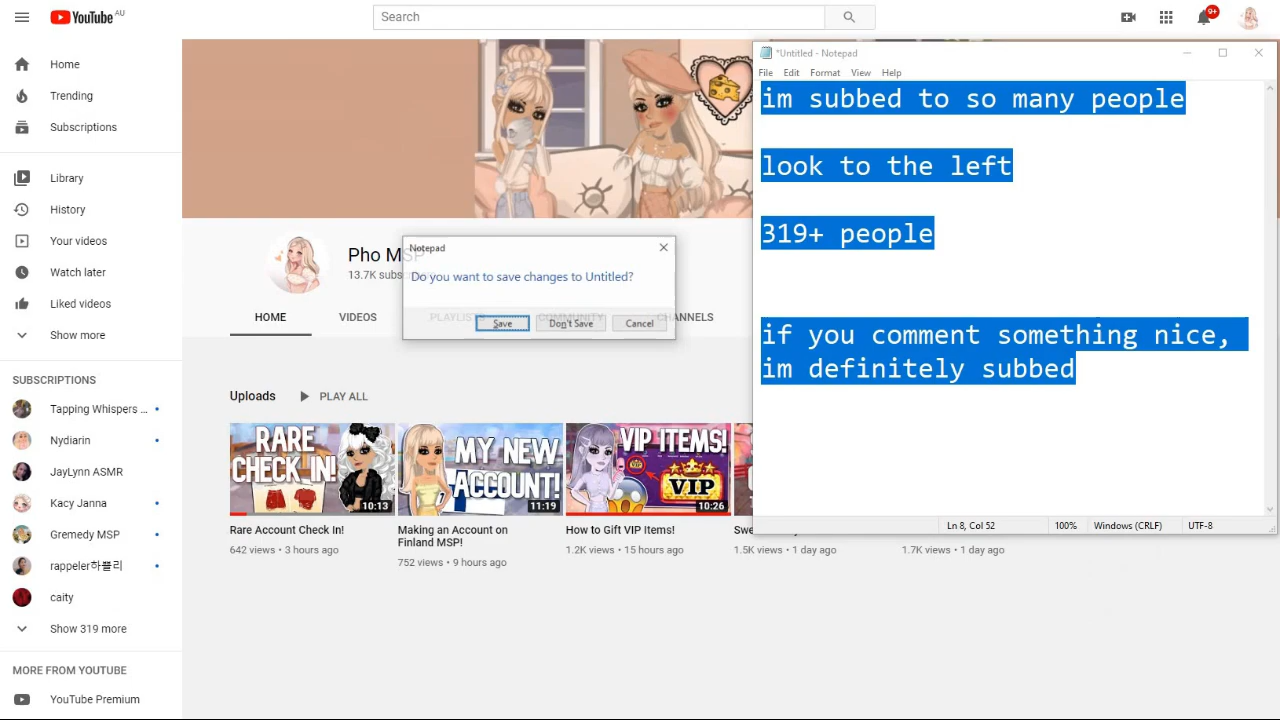 YouTube AU
Search
9+
Home
Trending
Subscriptions
Library
History
Your videos
Watch later
Liked videos
Show more
SUBSCRIPTIONS
Tapping Whispers ...
Nydiarin
JayLynn ASMR
Kacy Janna
Gremedy MSP
rappeler하쁠리
caity
Show 319 more
MORE FROM YOUTUBE
YouTube Premium
Pho MSP
13.7K subs
HOME
VIDEOS
PLAYLISTS
COMMUNITY
CHANNELS
Notepad
Do you want to save changes to Untitled?
Save
Don't Save
Cancel
Uploads
PLAY ALL
RARE
CHECK IN!
10:13
Rare Account Check In!
642 views • 3 hours ago
MY NEW
ACCOUNT!
11:19
Making an Account on
Finland MSP!
752 views • 9 hours ago
VIP ITEMS!
VIP
VIP
10:26
How to Gift VIP Items!
1.2K views • 15 hours ago
1.5K views • 1 day ago
1.7K views • 1 day ago
*Untitled - Notepad
File Edit Format View Help
im subbed to so many people
look to the left
319+ people
if you comment something nice,
im definitely subbed
Ln 8, Col 52
100%
Windows (CRLF)
UTF-8